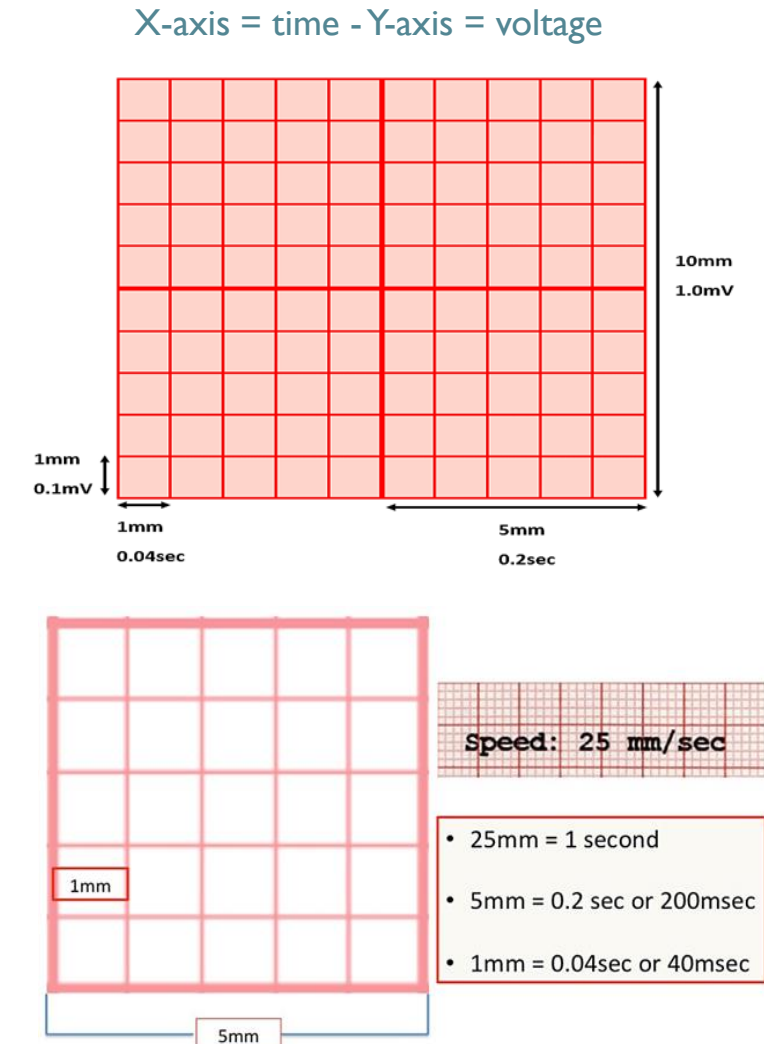 X-axis = time - Y-axis = voltage
10mm
1.0mV
1mm
0.1mV
1mm
0.04sec
5mm
0.2sec
Speed: 25 mm/sec
• 25mm = 1 second
• 5mm = 0.2 sec or 200msec
• 1mm = 0.04sec or 40msec
1mm
5mm